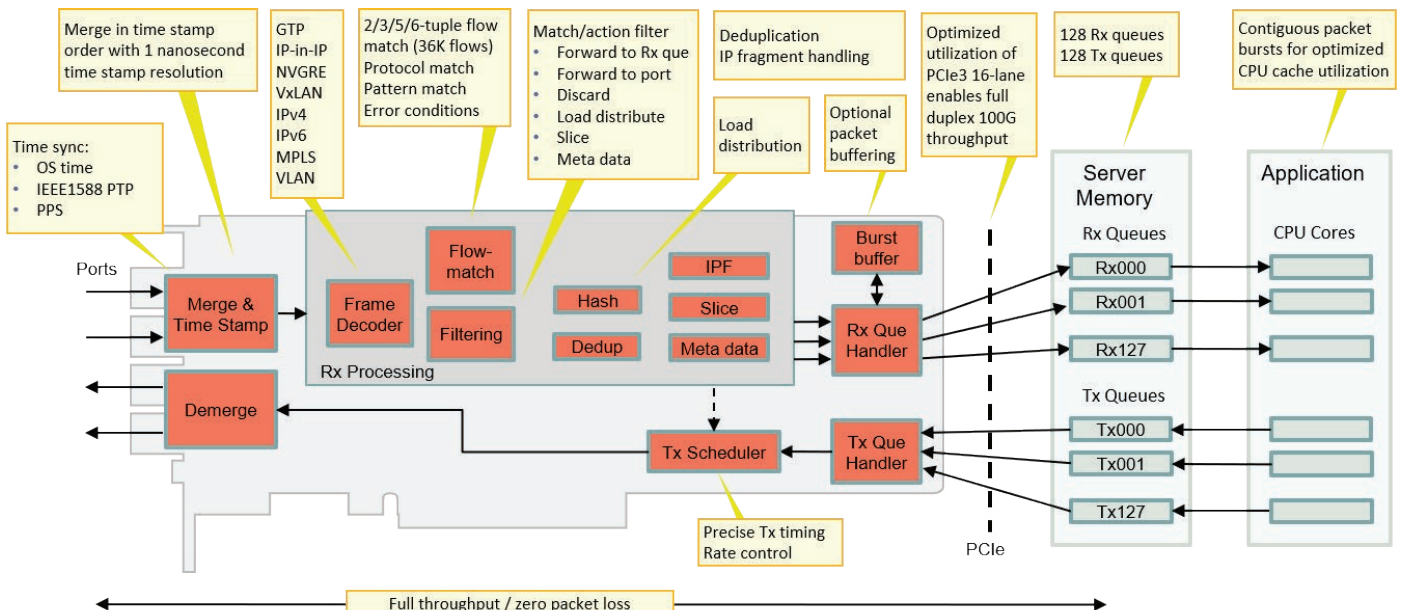 Merge in time stamp
order with 1 nanosecond
time stamp resolution
GTP
IP-in-IP
NVGRE
VxLAN
IPv4
IPv6
MPLS
VLAN
2/3/5/6-tuple flow
match (36K flows)
Protocol match
Pattern match
Error conditions
Match/action filter
• Forward to Rx que
• Forward to port
• Discard
• Load distribute
• Slice
• Meta data
Deduplication
IP fragment handling
Load
distribution
Optional
packet
buffering
Optimized
utilization of
PCIe3 16-lane
enables full
duplex 100G
throughput
128 Rx queues
128 Tx queues
Contiguous packet
bursts for optimized
CPU cache utilization
Time sync:
• OS time
• IEEE1588 PTP
• PPS
Ports
Merge &
Time Stamp
Demerge
Frame
Decoder
Flow-
match
Filtering
Hash
Dedup
IPF
Slice
Meta data
Rx Processing
Burst
buffer
Rx Que
Handler
Tx Scheduler
Tx Que
Handler
Precise Tx timing
Rate control
PCIe
Server
Memory
Rx Queues
Rx000
Rx001
Rx127
Tx Queues
Tx000
Tx001
Tx127
Application
CPU Cores
Full throughput / zero packet loss